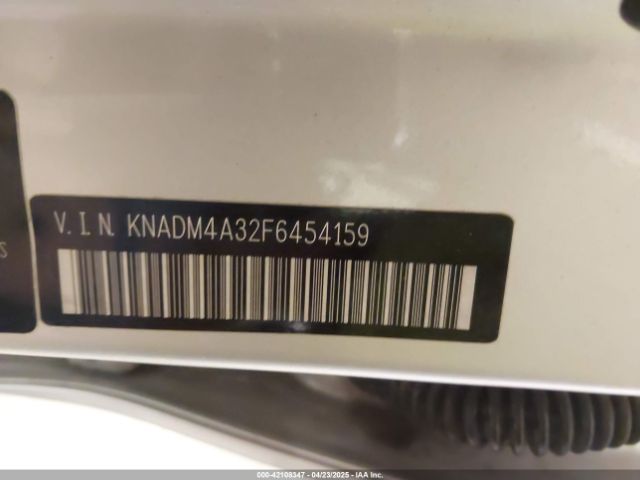 S
V.I.N. KNADM4A32F6454159
000-42108347 - 04/23/2025 - IAA Inc.